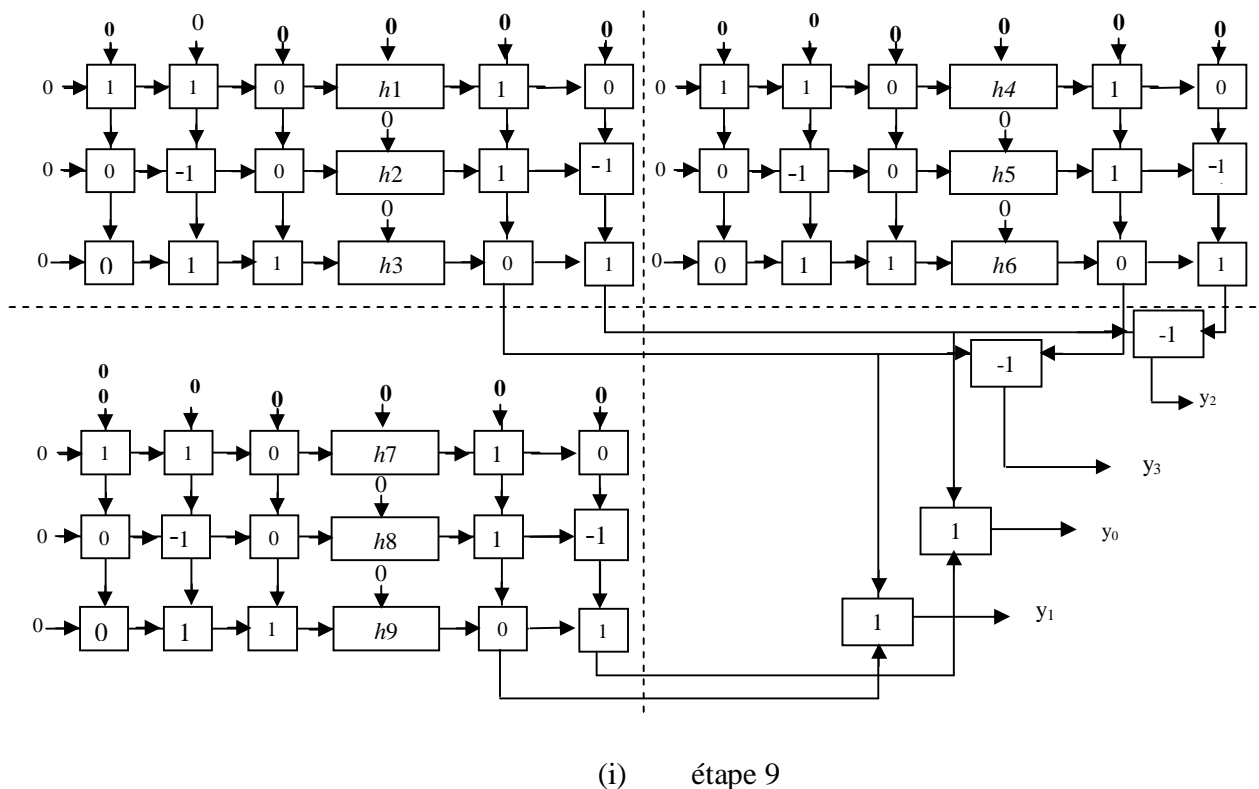 0 0 0 0 0 0 0 0 0 0 0 0
0 1 1 0 h1 1 0 0 1 1 0 h4 1 0
0 0
0 0 -1 0 h2 1 -1 0 0 -1 0 h5 1 -1
0 0
0 0 1 1 h3 0 1 0 0 1 1 h6 0 1
-1
-1
y2
0
0 0 0 0 0 0
0 1 1 0 h7 1 0
y3
0
0 0 -1 0 h8 1 -1 1 y0
0
0 0 1 1 h9 0 1 1 y1
(i) étape 9